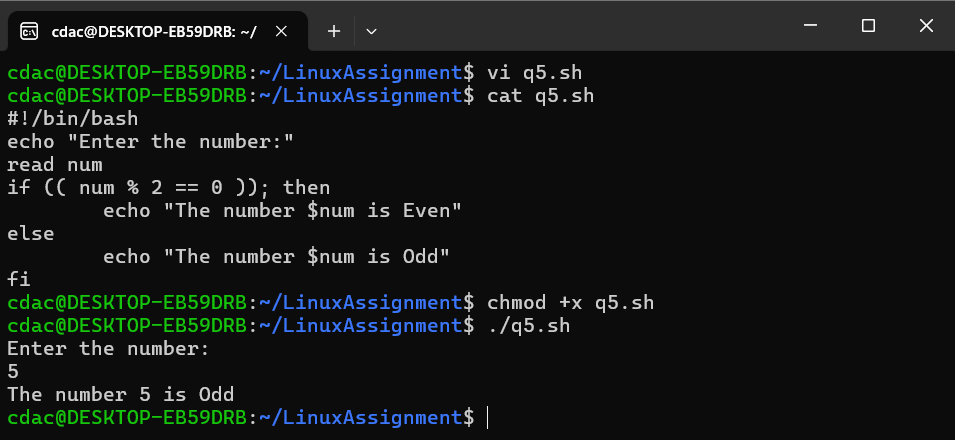 cdac@DESKTOP-EB59DRB: ~/
cdac@DESKTOP-EB59DRB:~/LinuxAssignment$ vi q5.sh
cdac@DESKTOP-EB59DRB:~/LinuxAssignment$ cat q5.sh
#!/bin/bash
echo "Enter the number:"
read num
if (( num % 2 == 0 )); then
        echo "The number $num is Even"
else
        echo "The number $num is Odd"
fi
cdac@DESKTOP-EB59DRB:~/LinuxAssignment$ chmod +x q5.sh
cdac@DESKTOP-EB59DRB:~/LinuxAssignment$ ./q5.sh
Enter the number:
5
The number 5 is Odd
cdac@DESKTOP-EB59DRB:~/LinuxAssignment$